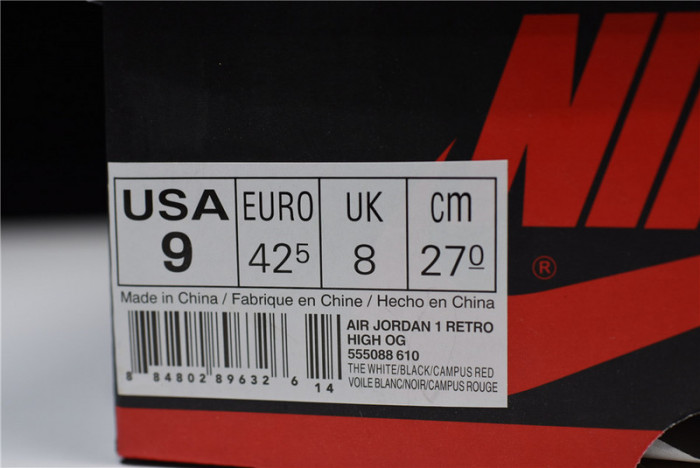 NIK
®
USA EURO UK cm
9 42 5 8 27 0
Made in China / Fabrique en Chine / Hecho en China
AIR JORDAN 1 RETRO
HIGH OG
555088 610
THE WHITE/BLACK/CAMPUS RED
VOILE BLANC/NOIR/CAMPUS ROUGE
8 84802 89632 6 14